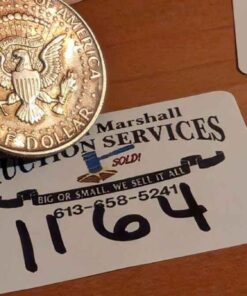 AMERICA
F DOLLAR
Marshall
UCTION SERVICES
SOLD!
BIG OR SMALL, WE SELL IT ALL
613-658-5241
1164